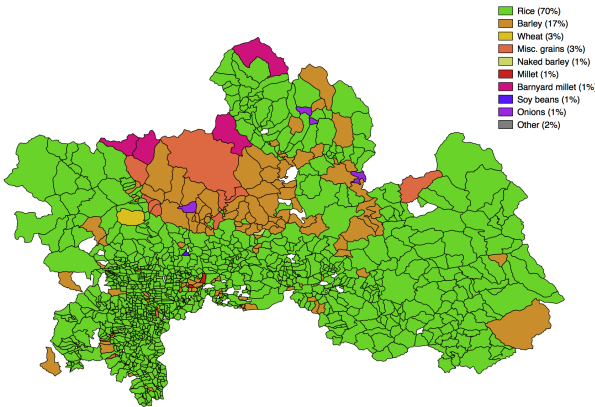 Rice (70%)
Barley (17%)
Wheat (3%)
Misc. grains (3%)
Naked barley (1%)
Millet (1%)
Barnyard millet (1%)
Soy beans (1%)
Onions (1%)
Other (2%)